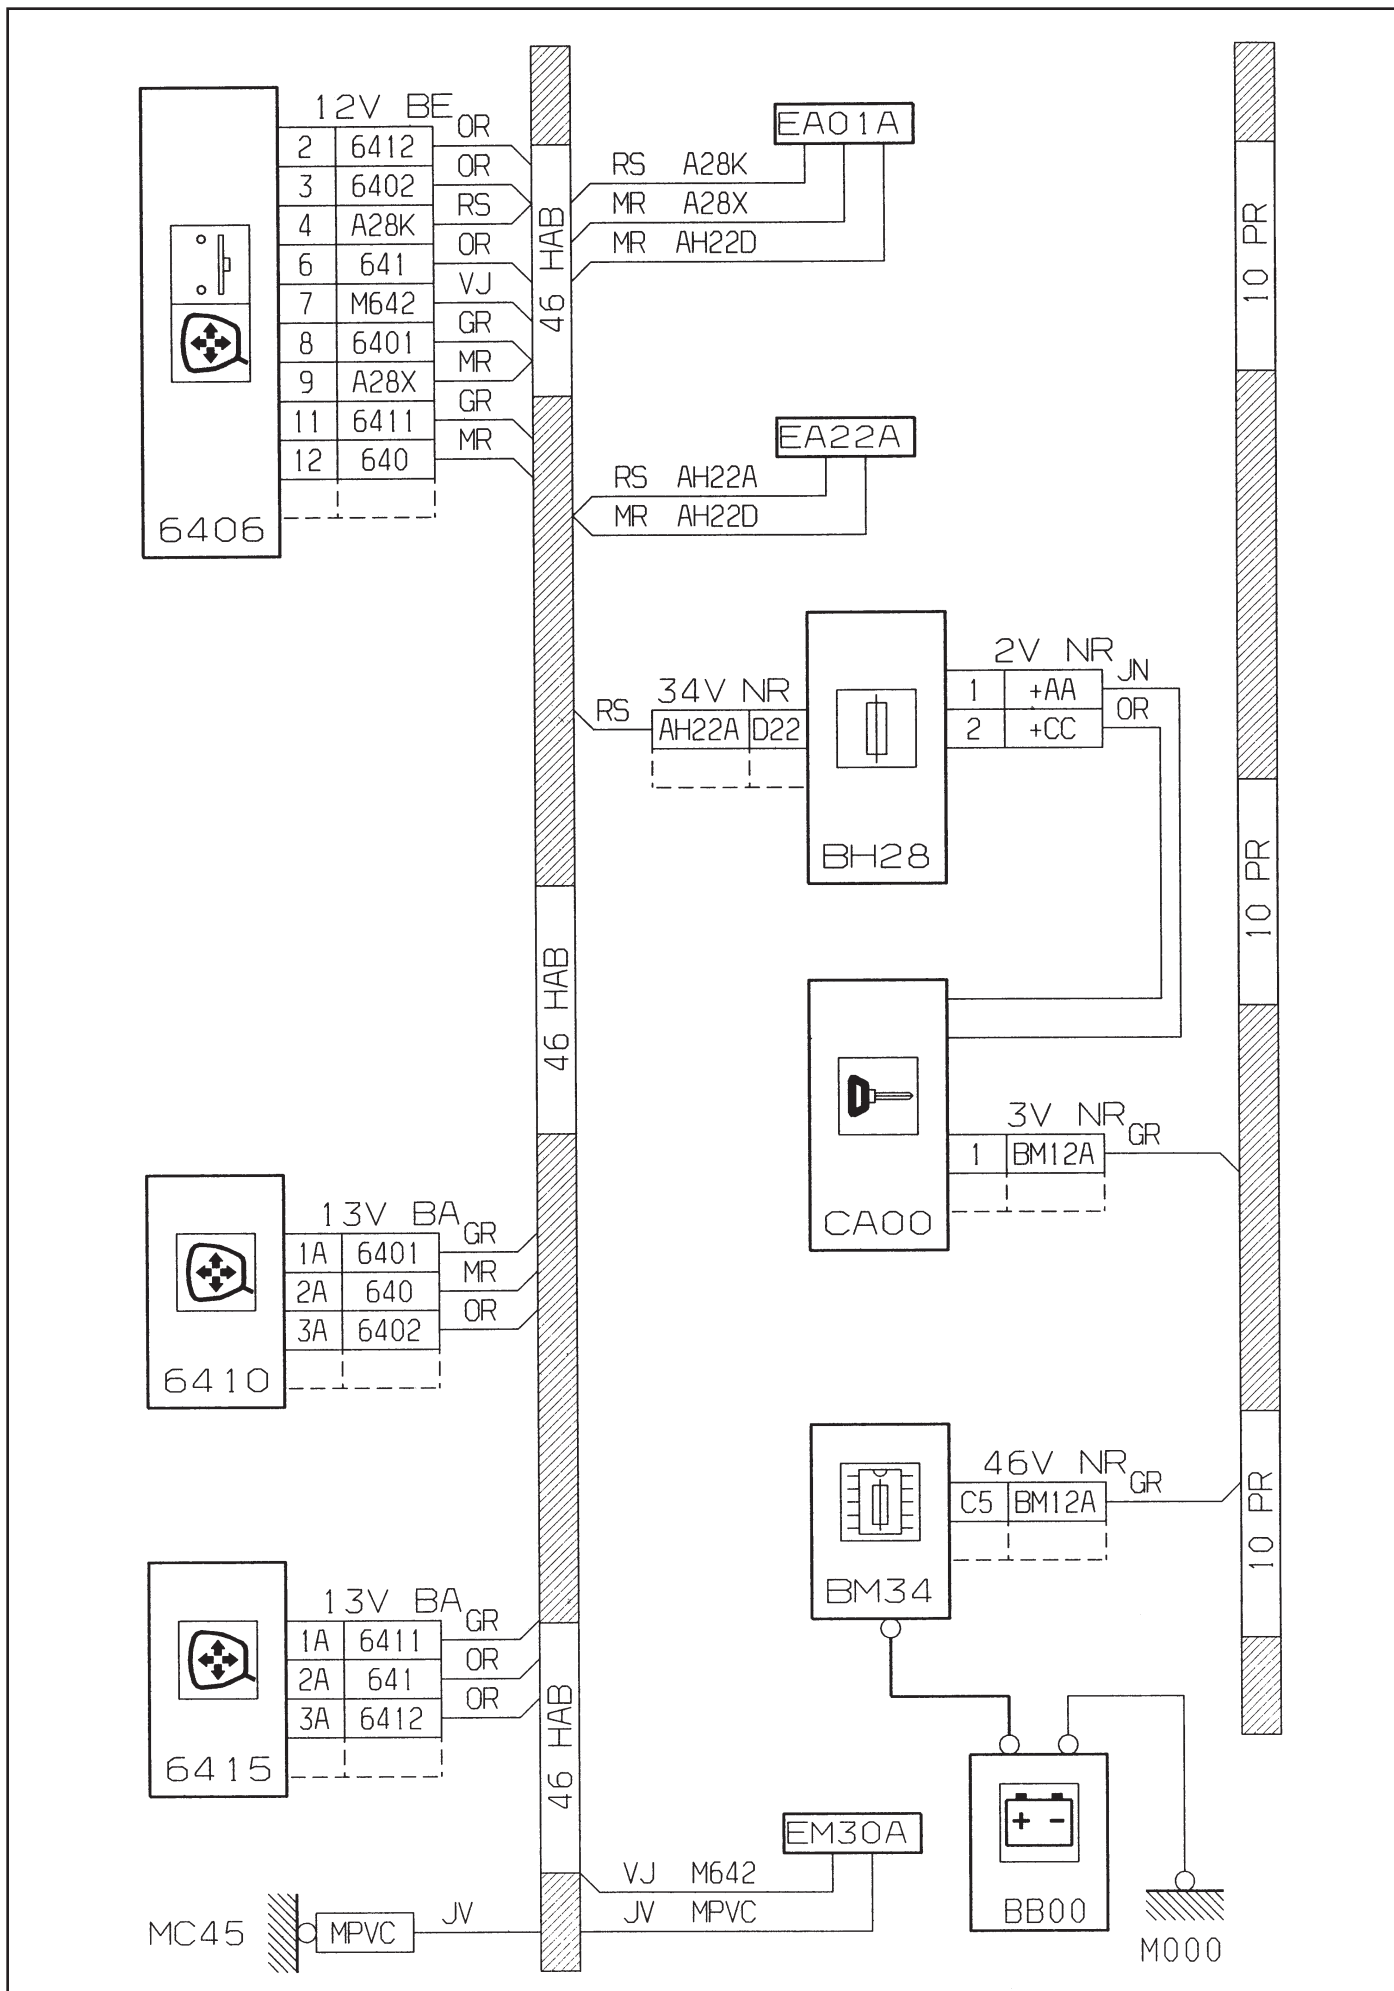 12V BE
2 6412 OR
3 6402 OR
4 A28K RS
6 641 OR
7 M642 VJ
8 6401 GR
9 A28X MR
11 6411 GR
12 640 MR
6406
46 HAB
EA01A
RS A28K
MR A28X
MR AH22D
10 PR
EA22A
RS AH22A
MR AH22D
RS
34V NR
AH22A D22
BH28
2V NR
1 +AA JN
2 +CC OR
10 PR
46 HAB
CA00
3V NR
1 BM12A GR
6410
13V BA
1A 6401 GR
2A 640 MR
3A 6402 OR
BM34
46V NR
C5 BM12A GR
10 PR
6415
13V BA
1A 6411 GR
2A 641 OR
3A 6412 OR
46 HAB
EM30A
VJ M642
JV MPVC
MC45
MPVC
JV
+ -
BB00
M000